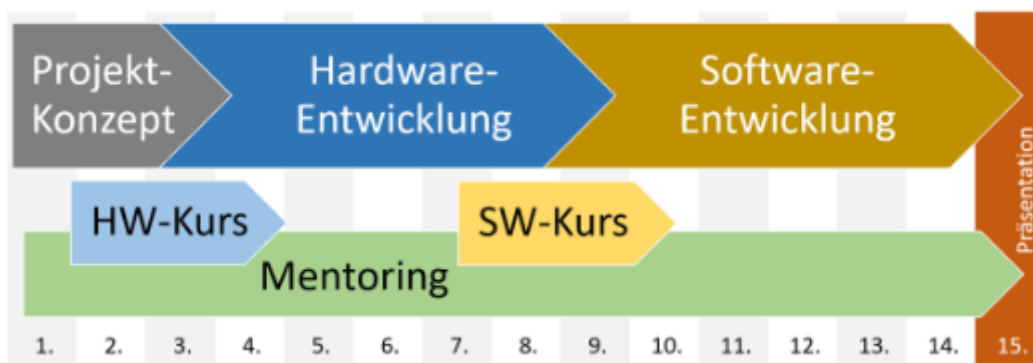 Projekt-
Konzept
Hardware-
Entwicklung
Software-
Entwicklung
Präsentation
HW-Kurs
SW-Kurs
Mentoring
1. 2. 3. 4. 5. 6. 7. 8. 9. 10. 11. 12. 13. 14. 15.